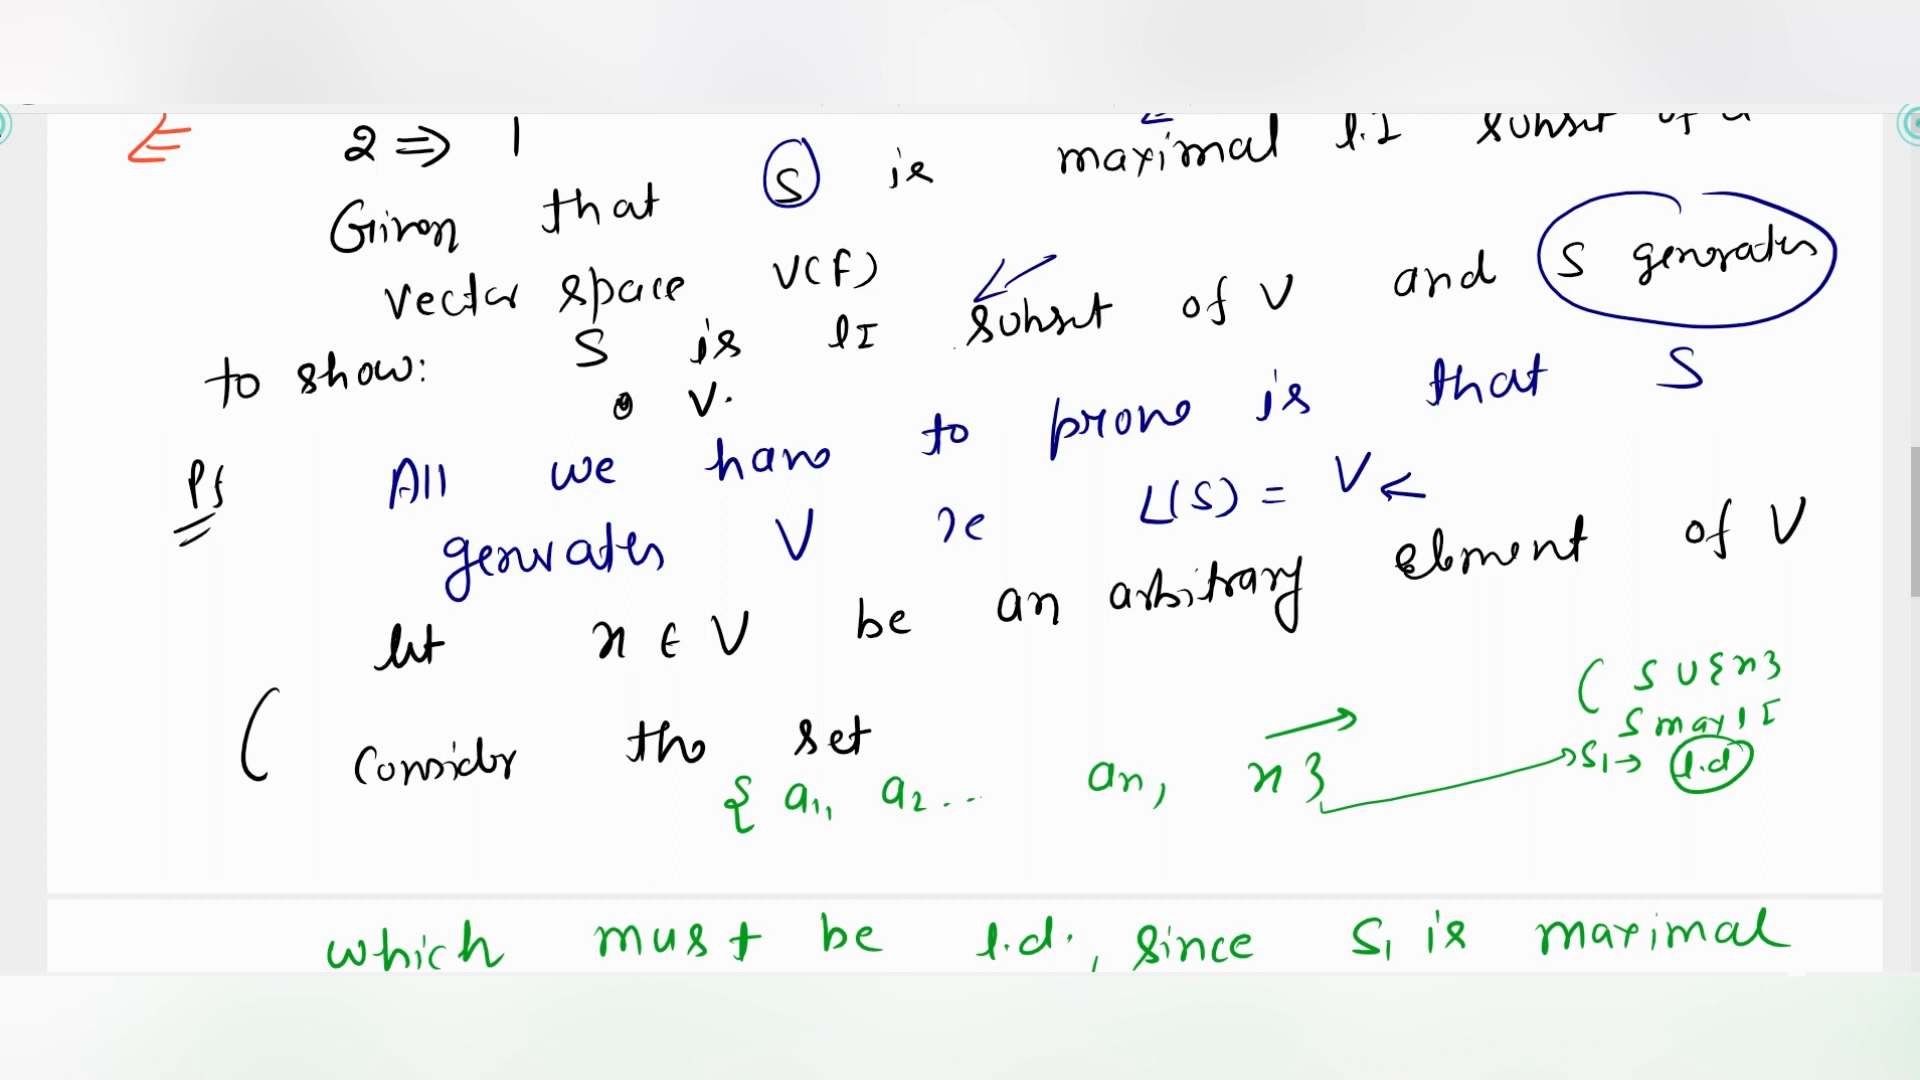 2 ⇒ 1
Given that S is maximal l.I subset of a
vector space V(F)
to show: S is lI subset of V and S generates
V.
Pf All we have to prove is that S
generates V ie L(S) = V ←
let x ∈ V be an arbitrary element of V
( Consider the set
{ a1, a2 ... an, x }
( S U {x}
S max l I
S1 → l.d
which must be l.d., since S1 is maximal